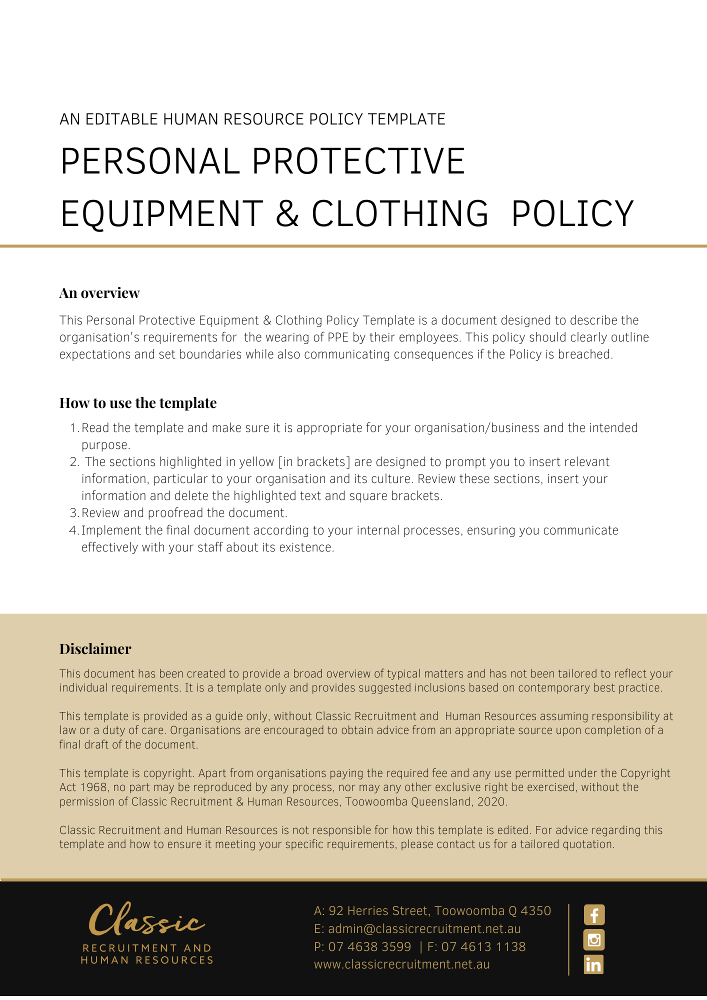 AN EDITABLE HUMAN RESOURCE POLICY TEMPLATE
PERSONAL PROTECTIVE
EQUIPMENT & CLOTHING  POLICY
An overview
This Personal Protective Equipment & Clothing Policy Template is a document designed to describe the
organisation's requirements for  the wearing of PPE by their employees. This policy should clearly outline
expectations and set boundaries while also communicating consequences if the Policy is breached.
How to use the template
1. Read the template and make sure it is appropriate for your organisation/business and the intended
purpose.
2.  The sections highlighted in yellow [in brackets] are designed to prompt you to insert relevant
information, particular to your organisation and its culture. Review these sections, insert your
information and delete the highlighted text and square brackets.
3. Review and proofread the document.
4. Implement the final document according to your internal processes, ensuring you communicate
effectively with your staff about its existence.
Disclaimer
This document has been created to provide a broad overview of typical matters and has not been tailored to reflect your
individual requirements. It is a template only and provides suggested inclusions based on contemporary best practice.
This template is provided as a guide only, without Classic Recruitment and  Human Resources assuming responsibility at
law or a duty of care. Organisations are encouraged to obtain advice from an appropriate source upon completion of a
final draft of the document.
This template is copyright. Apart from organisations paying the required fee and any use permitted under the Copyright
Act 1968, no part may be reproduced by any process, nor may any other exclusive right be exercised, without the
permission of Classic Recruitment & Human Resources, Toowoomba Queensland, 2020.
Classic Recruitment and Human Resources is not responsible for how this template is edited. For advice regarding this
template and how to ensure it meeting your specific requirements, please contact us for a tailored quotation.
Classic
RECRUITMENT AND
HUMAN RESOURCES
A: 92 Herries Street, Toowoomba Q 4350
E: admin@classicrecruitment.net.au
P: 07 4638 3599  | F: 07 4613 1138
www.classicrecruitment.net.au